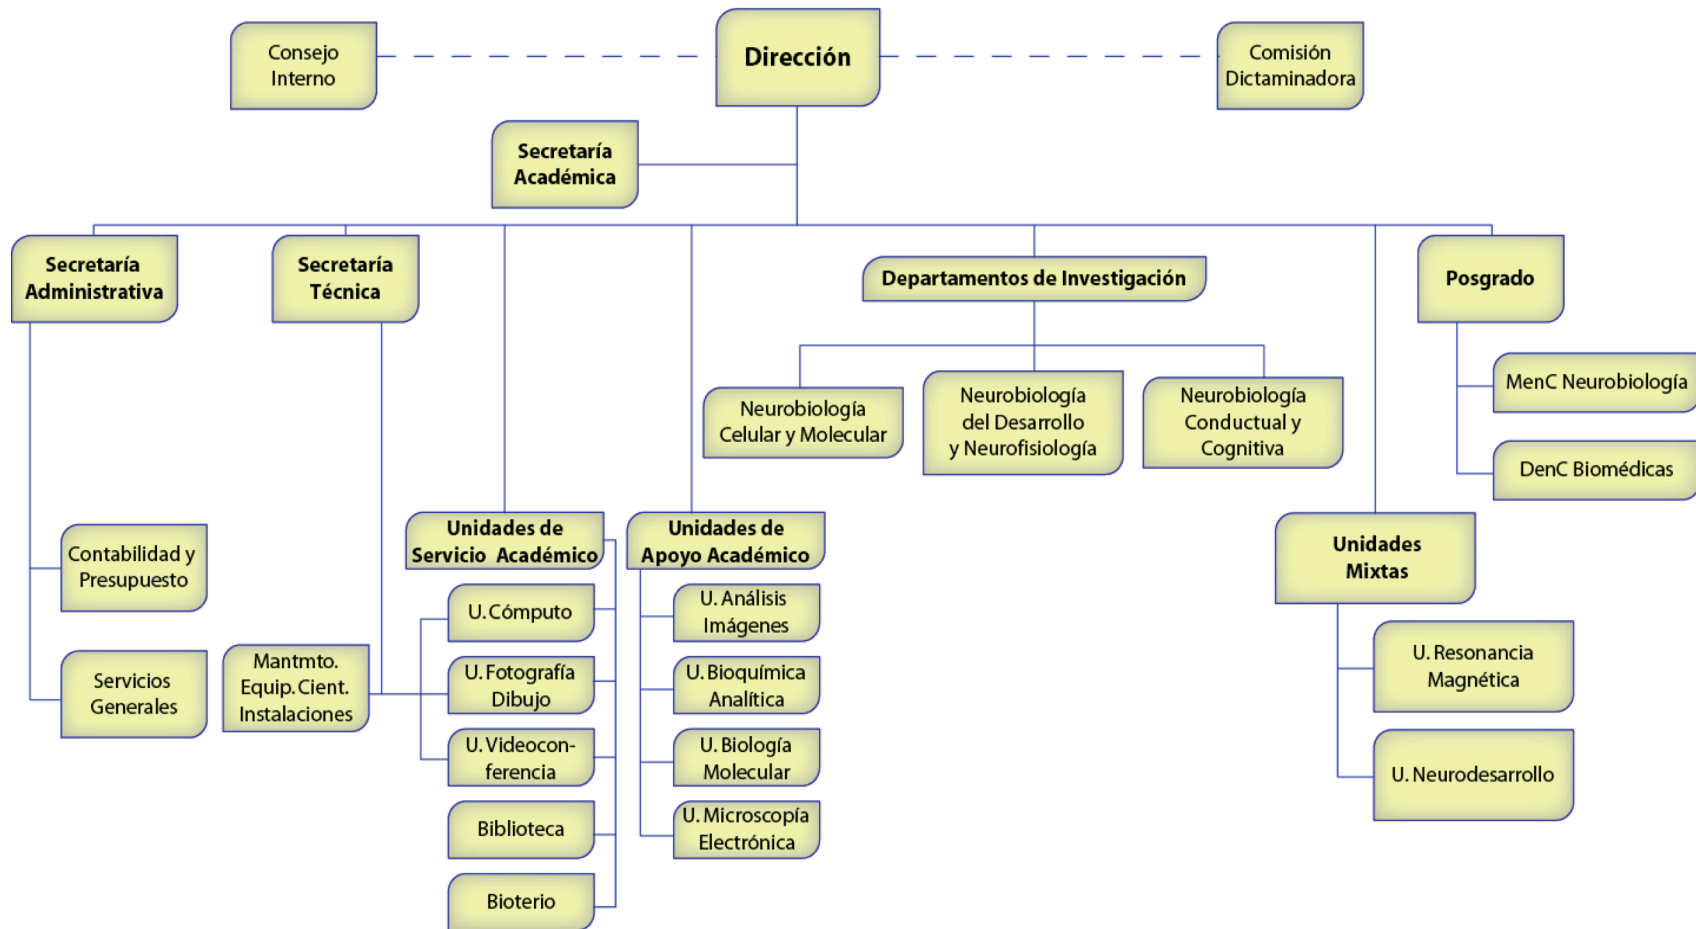 Consejo
Interno
Dirección
Comisión
Dictaminadora
Secretaría
Académica
Secretaría
Administrativa
Secretaría
Técnica
Departamentos de Investigación
Posgrado
Neurobiología
Celular y Molecular
Neurobiología
del Desarrollo
y Neurofisiología
Neurobiología
Conductual y
Cognitiva
MenC Neurobiología
DenC Biomédicas
Contabilidad y
Presupuesto
Servicios
Generales
Mantmto.
Equip. Cient.
Instalaciones
Unidades de
Servicio Académico
U. Cómputo
U. Fotografía
Dibujo
U. Videocon-
ferencia
Biblioteca
Bioterio
Unidades de
Apoyo Académico
U. Análisis
Imágenes
U. Bioquímica
Analítica
U. Biología
Molecular
U. Microscopía
Electrónica
Unidades
Mixtas
U. Resonancia
Magnética
U. Neurodesarrollo